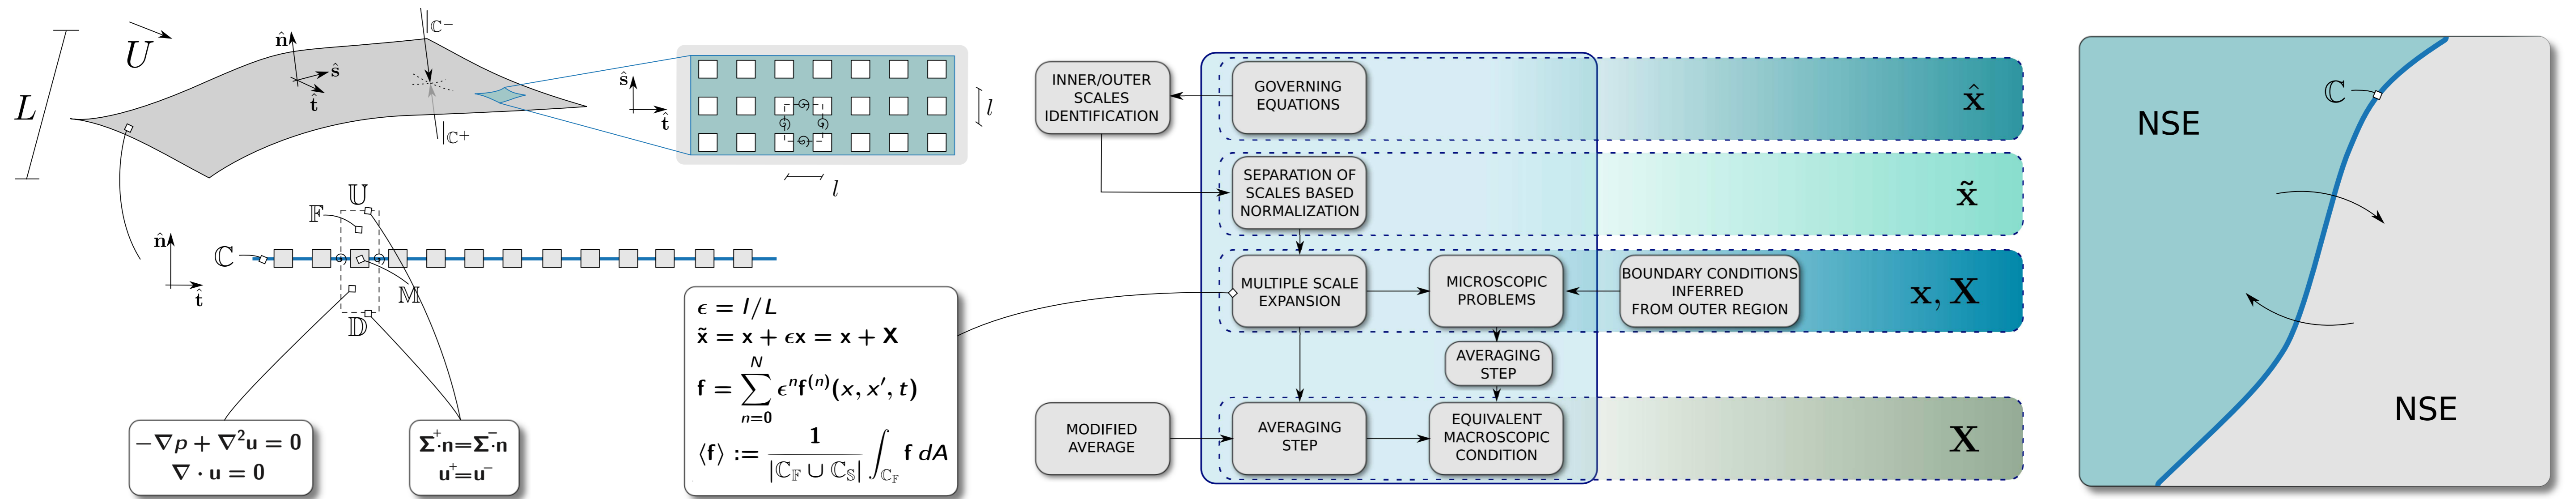 L
U
n̂
ŝ
t̂
|ℂ⁻
|ℂ⁺
ŝ
t̂
l
l
n̂
t̂
ℂ
𝔽
𝕌
𝕄
𝔻
−∇p + ∇²u = 0
∇ · u = 0
Σ⁺·n=Σ⁻·n
u⁺=u⁻
ϵ = l/L
x̃ = x + ϵx = x + X
f = ∑_{n=0}^{N} ϵⁿf⁽ⁿ⁾(x, x′, t)
⟨f⟩ := 1/|ℂ_𝔽 ∪ ℂ_𝕊| ∫_{ℂ_𝔽} f dA
INNER/OUTER
SCALES
IDENTIFICATION
GOVERNING
EQUATIONS
x̂
SEPARATION OF
SCALES BASED
NORMALIZATION
x̃
MULTIPLE SCALE
EXPANSION
MICROSCOPIC
PROBLEMS
BOUNDARY CONDITIONS
INFERRED
FROM OUTER REGION
x, X
AVERAGING
STEP
MODIFIED
AVERAGE
AVERAGING
STEP
EQUIVALENT
MACROSCOPIC
CONDITION
X
NSE
ℂ
NSE